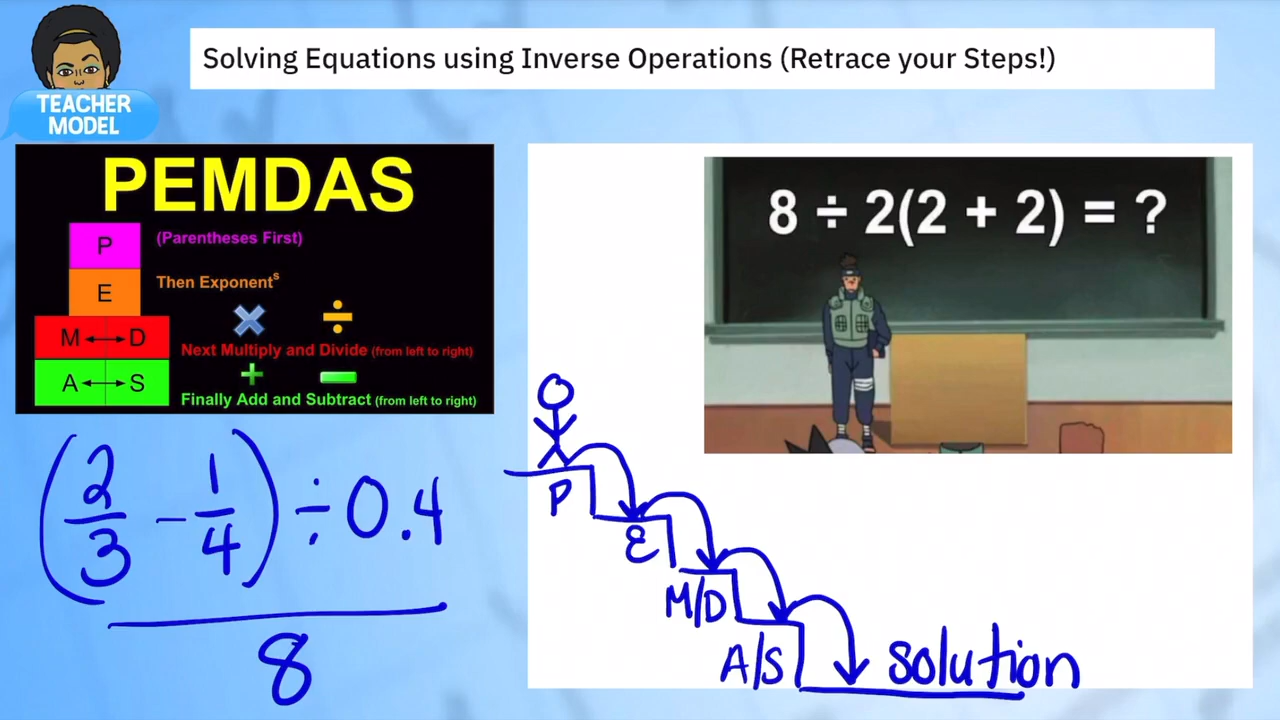 Solving Equations using Inverse Operations (Retrace your Steps!)
TEACHER
MODEL
PEMDAS
P (Parentheses First)
E Then Exponentˢ
M ↔ D × ÷
Next Multiply and Divide (from left to right)
A ↔ S + −
Finally Add and Subtract (from left to right)
8 ÷ 2(2 + 2) = ?
(2/3 − 1/4) ÷ 0.4
8
P
E
M/D
A/S
solution